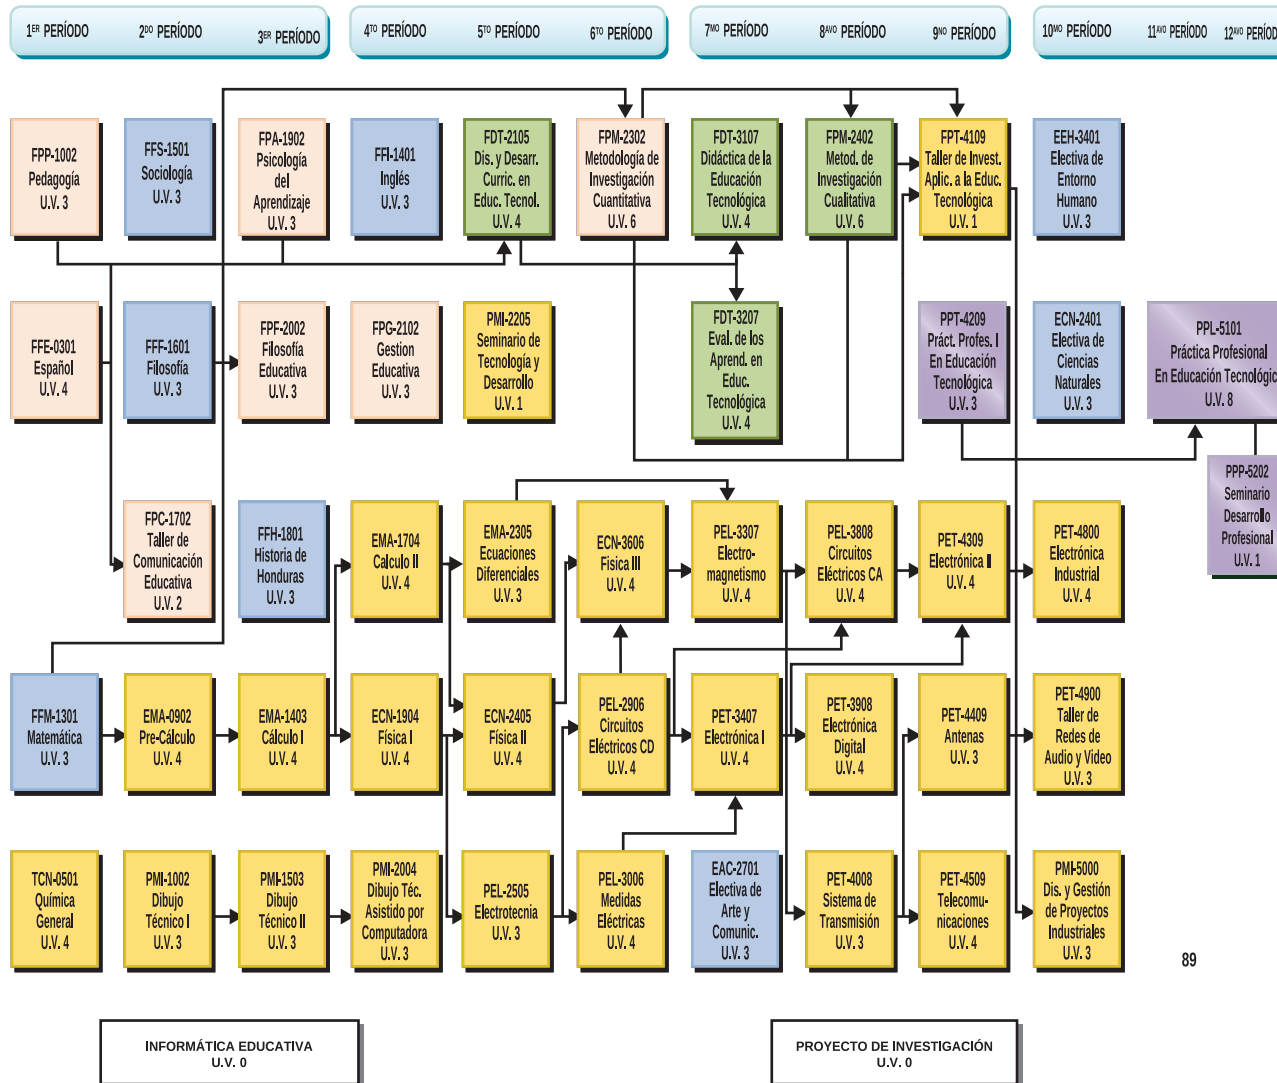 1ER PERÍODO
2DO PERÍODO
3ER PERÍODO
4TO PERÍODO
5TO PERÍODO
6TO PERÍODO
7MO PERÍODO
8AVO PERÍODO
9NO PERÍODO
10MO PERÍODO
11AVO PERÍODO
12AVO PERÍOD
FPP-1002
Pedagogía
U.V. 3
FFS-1501
Sociología
U.V. 3
FPA-1902
Psicología
del
Aprendizaje
U.V. 3
FFI-1401
Inglés
U.V. 3
FDT-2105
Dis. y Desarr.
Curric. en
Educ. Tecnol.
U.V. 4
FPM-2302
Metodología de
Investigación
Cuantitativa
U.V. 6
FDT-3107
Didáctica de la
Educación
Tecnológica
U.V. 4
FPM-2402
Metod. de
Investigación
Cualitativa
U.V. 6
FPT-4109
Taller de Invest.
Aplic. a la Educ.
Tecnológica
U.V. 1
EEH-3401
Electiva de
Entorno
Humano
U.V. 3
FFE-0301
Español
U.V. 4
FFF-1601
Filosofía
U.V. 3
FPF-2002
Filosofía
Educativa
U.V. 3
FPG-2102
Gestion
Educativa
U.V. 3
PMI-2205
Seminario de
Tecnología y
Desarrollo
U.V. 1
FDT-3207
Eval. de los
Aprend. en
Educ.
Tecnológica
U.V. 4
PPT-4209
Práct. Profes. I
En Educación
Tecnológica
U.V. 3
ECN-2401
Electiva de
Ciencias
Naturales
U.V. 3
PPL-5101
Práctica Profesional
En Educación Tecnológic
U.V. 8
PPP-5202
Seminario
Desarrollo
Profesional
U.V. 1
FPC-1702
Taller de
Comunicación
Educativa
U.V. 2
FFH-1801
Historia de
Honduras
U.V. 3
EMA-1704
Calculo II
U.V. 4
EMA-2305
Ecuaciones
Diferenciales
U.V. 3
ECN-3606
Fisica III
U.V. 4
PEL-3307
Electro-
magnetismo
U.V. 4
PEL-3808
Circuitos
Eléctricos CA
U.V. 4
PET-4309
Electrónica II
U.V. 4
PET-4800
Electrónica
Industrial
U.V. 4
FFM-1301
Matemática
U.V. 3
EMA-0902
Pre-Cálculo
U.V. 4
EMA-1403
Cálculo I
U.V. 4
ECN-1904
Física I
U.V. 4
ECN-2405
Física II
U.V. 4
PEL-2906
Circuitos
Eléctricos CD
U.V. 4
PET-3407
Electrónica I
U.V. 4
PET-3908
Electrónica
Digital
U.V. 4
PET-4409
Antenas
U.V. 3
PET-4900
Taller de
Redes de
Audio y Video
U.V. 3
TCN-0501
Química
General
U.V. 4
PMI-1002
Dibujo
Técnico I
U.V. 3
PMI-1503
Dibujo
Técnico II
U.V. 3
PMI-2004
Dibujo Téc.
Asistido por
Computadora
U.V. 3
PEL-2505
Electrotecnia
U.V. 3
PEL-3006
Medidas
Eléctricas
U.V. 4
EAC-2701
Electiva de
Arte y
Comunic.
U.V. 3
PET-4008
Sistema de
Transmisión
U.V. 3
PET-4509
Telecomu-
nicaciones
U.V. 4
PMI-5000
Dis. y Gestión
de Proyectos
Industriales
U.V. 3
89
INFORMÁTICA EDUCATIVA
U.V. 0
PROYECTO DE INVESTIGACIÓN
U.V. 0